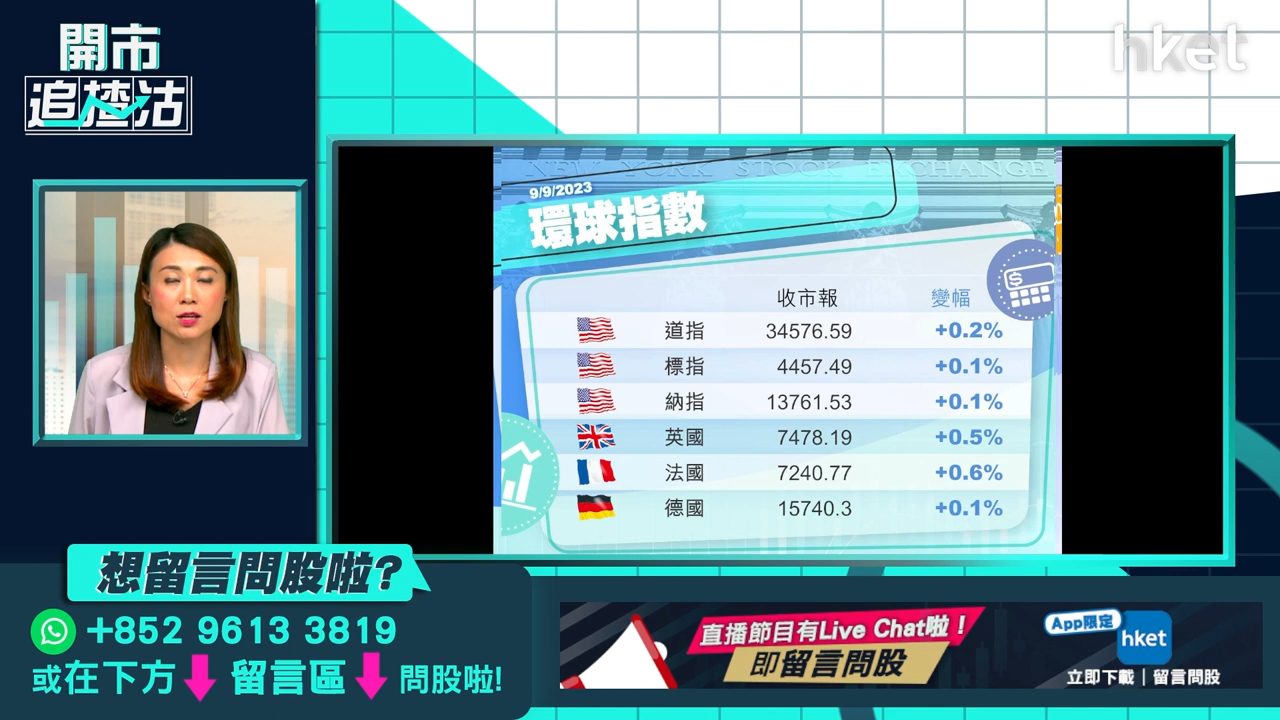 開市
追揸沽
hket
NEW YORK STOCK EXCHANGE
9/9/2023
環球指數
$
收市報 變幅
道指 34576.59 +0.2%
標指 4457.49 +0.1%
納指 13761.53 +0.1%
英國 7478.19 +0.5%
法國 7240.77 +0.6%
德國 15740.3 +0.1%
想留言問股啦?
+852 9613 3819
或在下方 留言區 問股啦!
直播節目有Live Chat啦!
即留言問股
App限定
hket
立即下載|留言問股